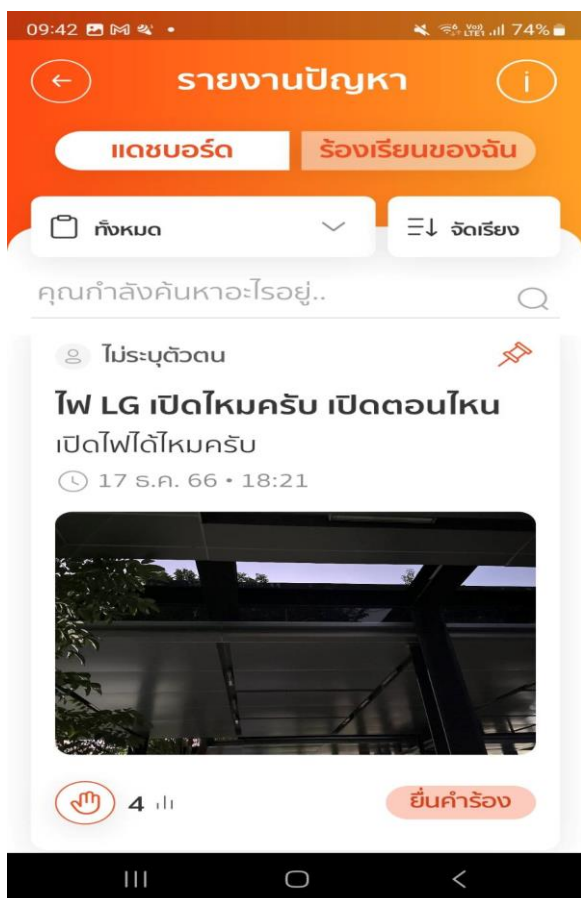 09:42 74%
รายงานปัญหา
แดชบอร์ด ร้องเรียนของฉัน
ทั้งหมด จัดเรียง
คุณกำลังค้นหาอะไรอยู่..
ไม่ระบุตัวตน
ไฟ LG เปิดไหมครับ เปิดตอนไหน
เปิดไฟได้ไหมครับ
17 ธ.ค. 66 • 18:21
4 ยื่นคำร้อง